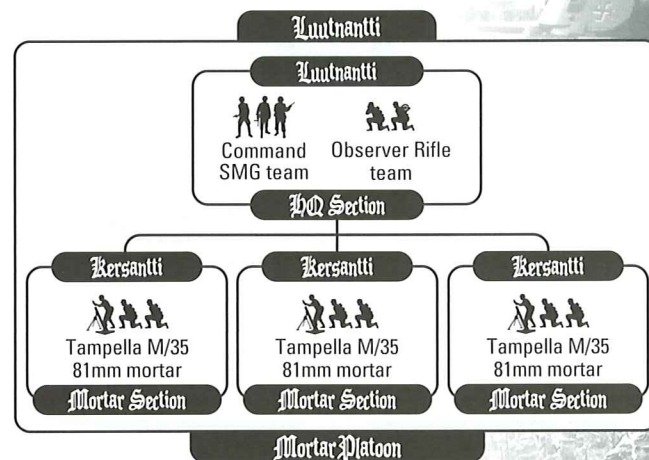 Luutnantti
Luutnantti
Command
SMG team
Observer Rifle
team
HQ Section
Kersantti
Tampella M/35
81mm mortar
Mortar Section
Kersantti
Tampella M/35
81mm mortar
Mortar Section
Kersantti
Tampella M/35
81mm mortar
Mortar Section
Mortar Platoon